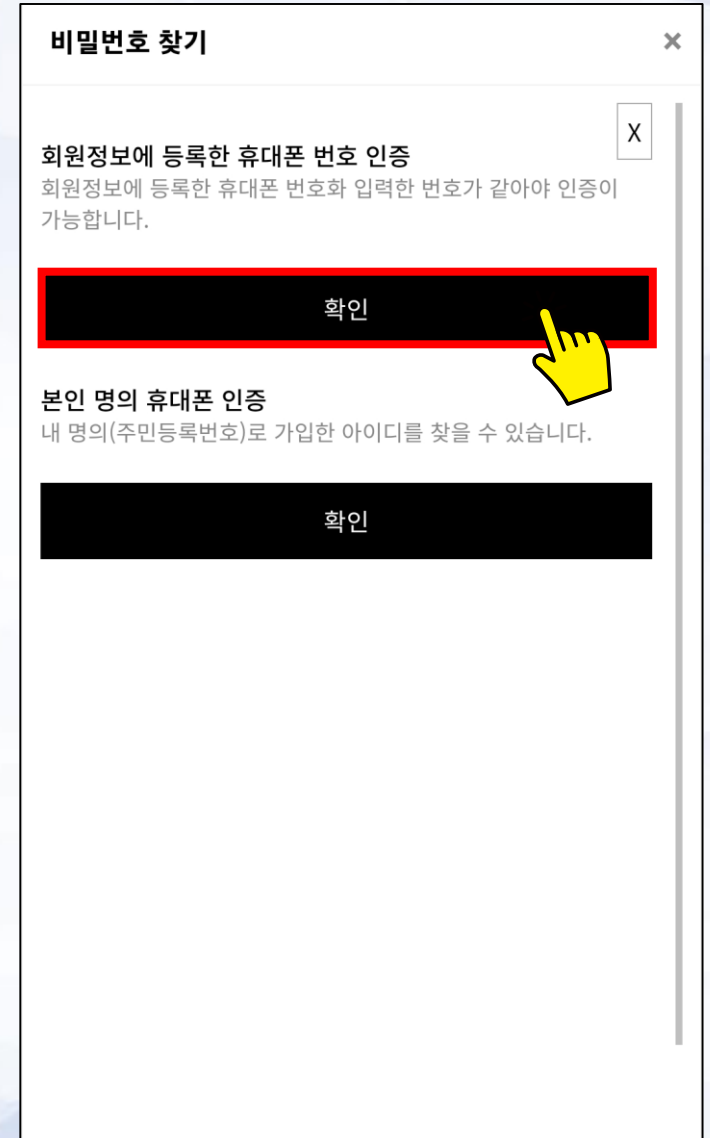 비밀번호 찾기
×
X
회원정보에 등록한 휴대폰 번호 인증
회원정보에 등록한 휴대폰 번호화 입력한 번호가 같아야 인증이
가능합니다.
확인
본인 명의 휴대폰 인증
내 명의(주민등록번호)로 가입한 아이디를 찾을 수 있습니다.
확인